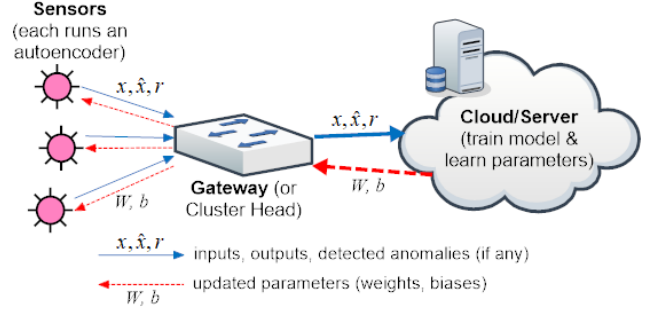 Sensors
(each runs an
autoencoder)
x, x̂, r
W, b
Gateway (or
Cluster Head)
x, x̂, r
W, b
Cloud/Server
(train model &
learn parameters)
x, x̂, r
inputs, outputs, detected anomalies (if any)
updated parameters (weights, biases)
W, b